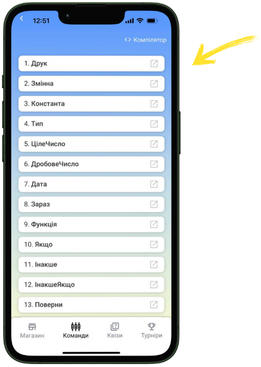 12:51
<> Компілятор
1. Друк
2. Змінна
3. Константа
4. Тип
5. ЦілеЧисло
6. ДробовеЧисло
7. Дата
8. Зараз
9. Функція
10. Якщо
11. Інакше
12. ІнакшеЯкщо
13. Поверни
Магазин Команди Квізи Турніри